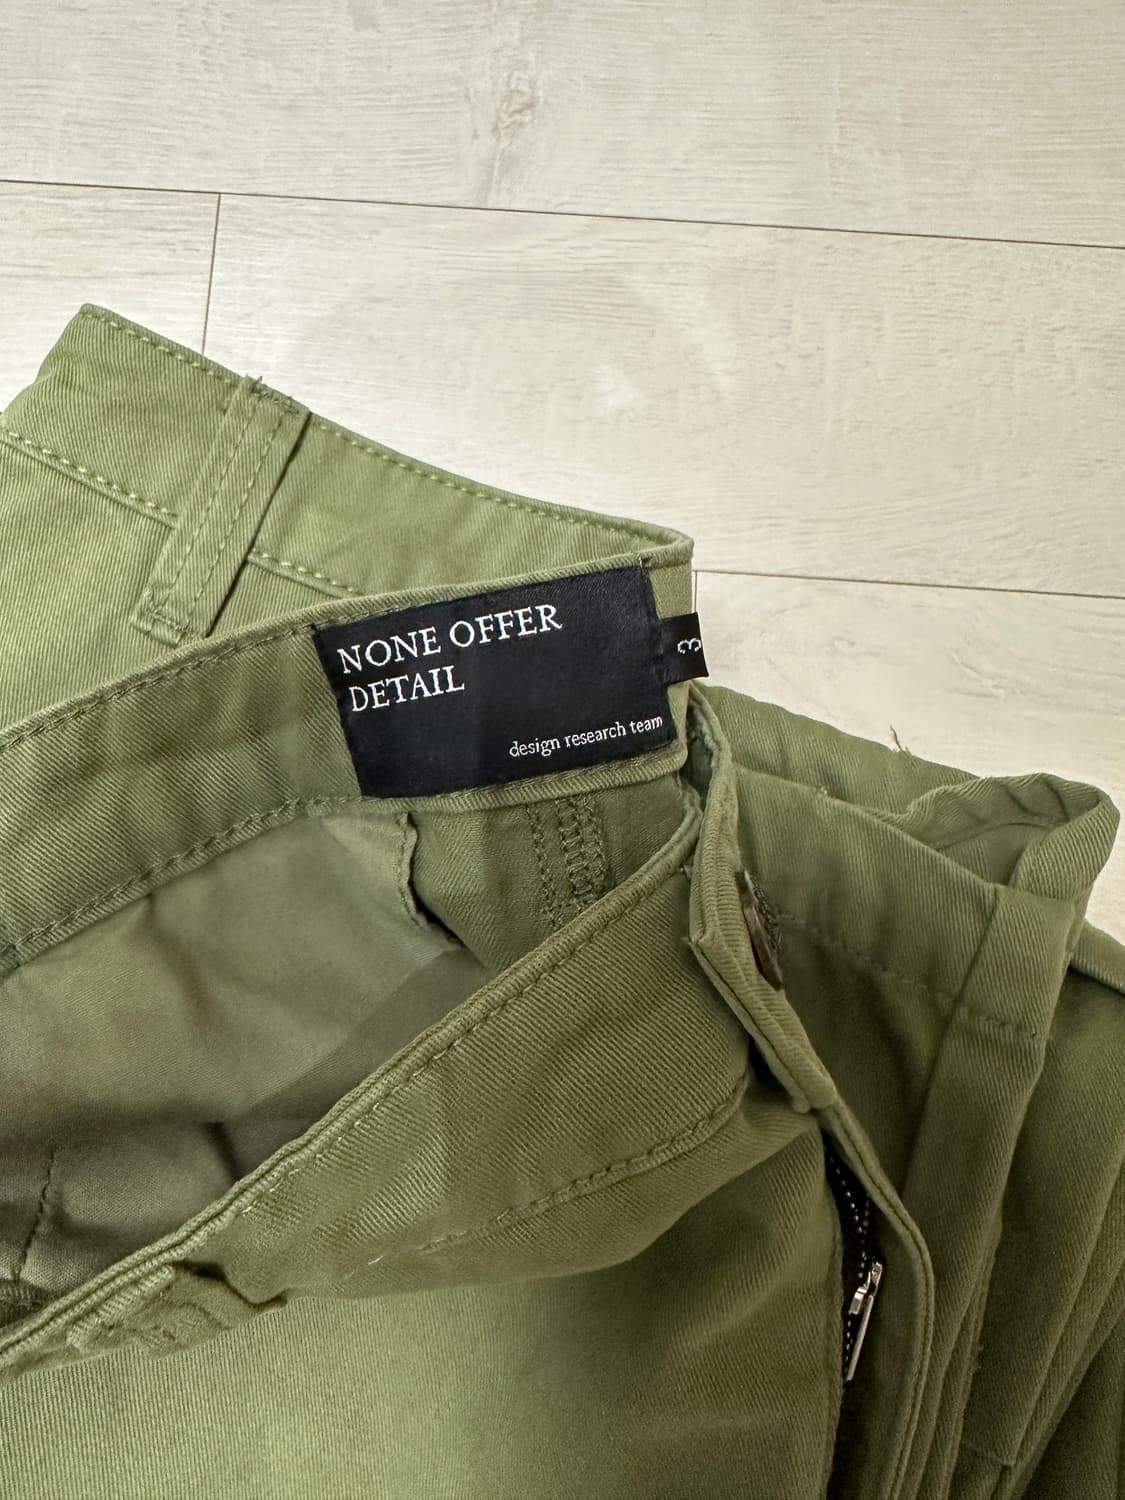 NONE OFFER
DETAIL
design research team
3